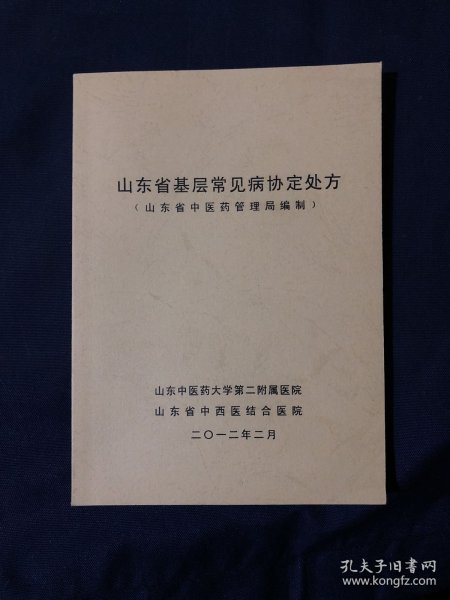 山东省基层常见病协定处方
（山东省中医药管理局编制）
山东中医药大学第二附属医院
山东省中西医结合医院
二〇一二年二月
孔夫子旧书网
www.kongfz.com